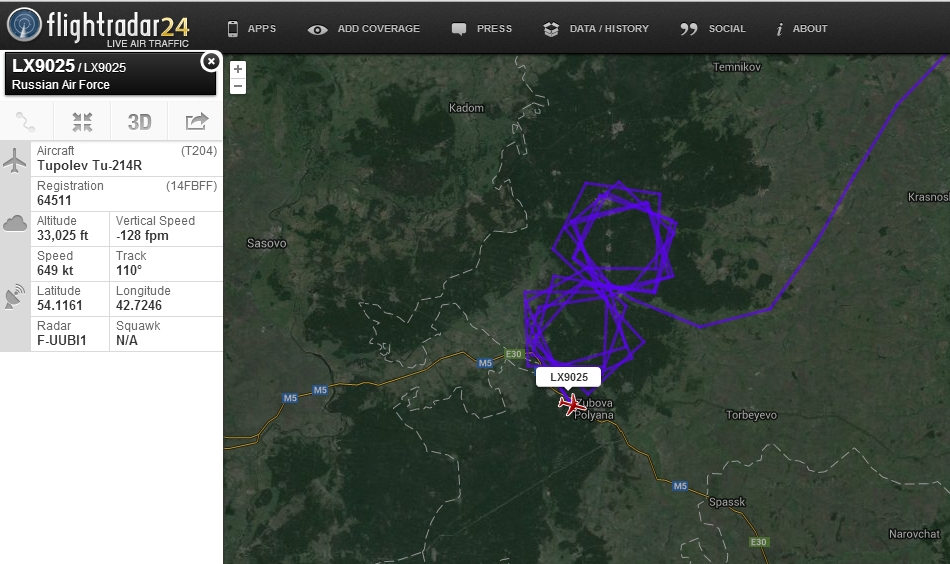 flightradar24
LIVE AIR TRAFFIC
APPS
ADD COVERAGE
PRESS
DATA / HISTORY
SOCIAL
ABOUT
LX9025 / LX9025
Russian Air Force
3D
Aircraft (T204)
Tupolev Tu-214R
Registration (14FBFF)
64511
Altitude Vertical Speed
33,025 ft -128 fpm
Speed Track
649 kt 110°
Latitude Longitude
54.1161 42.7246
Radar Squawk
F-UUBI1 N/A
+
−
Temnikov
Kadom
Krasnos
Sasovo
E30
M5
LX9025
M5
M5
Zubova
Polyana
Torbeyevo
M5
Spassk
Narovchat
E30